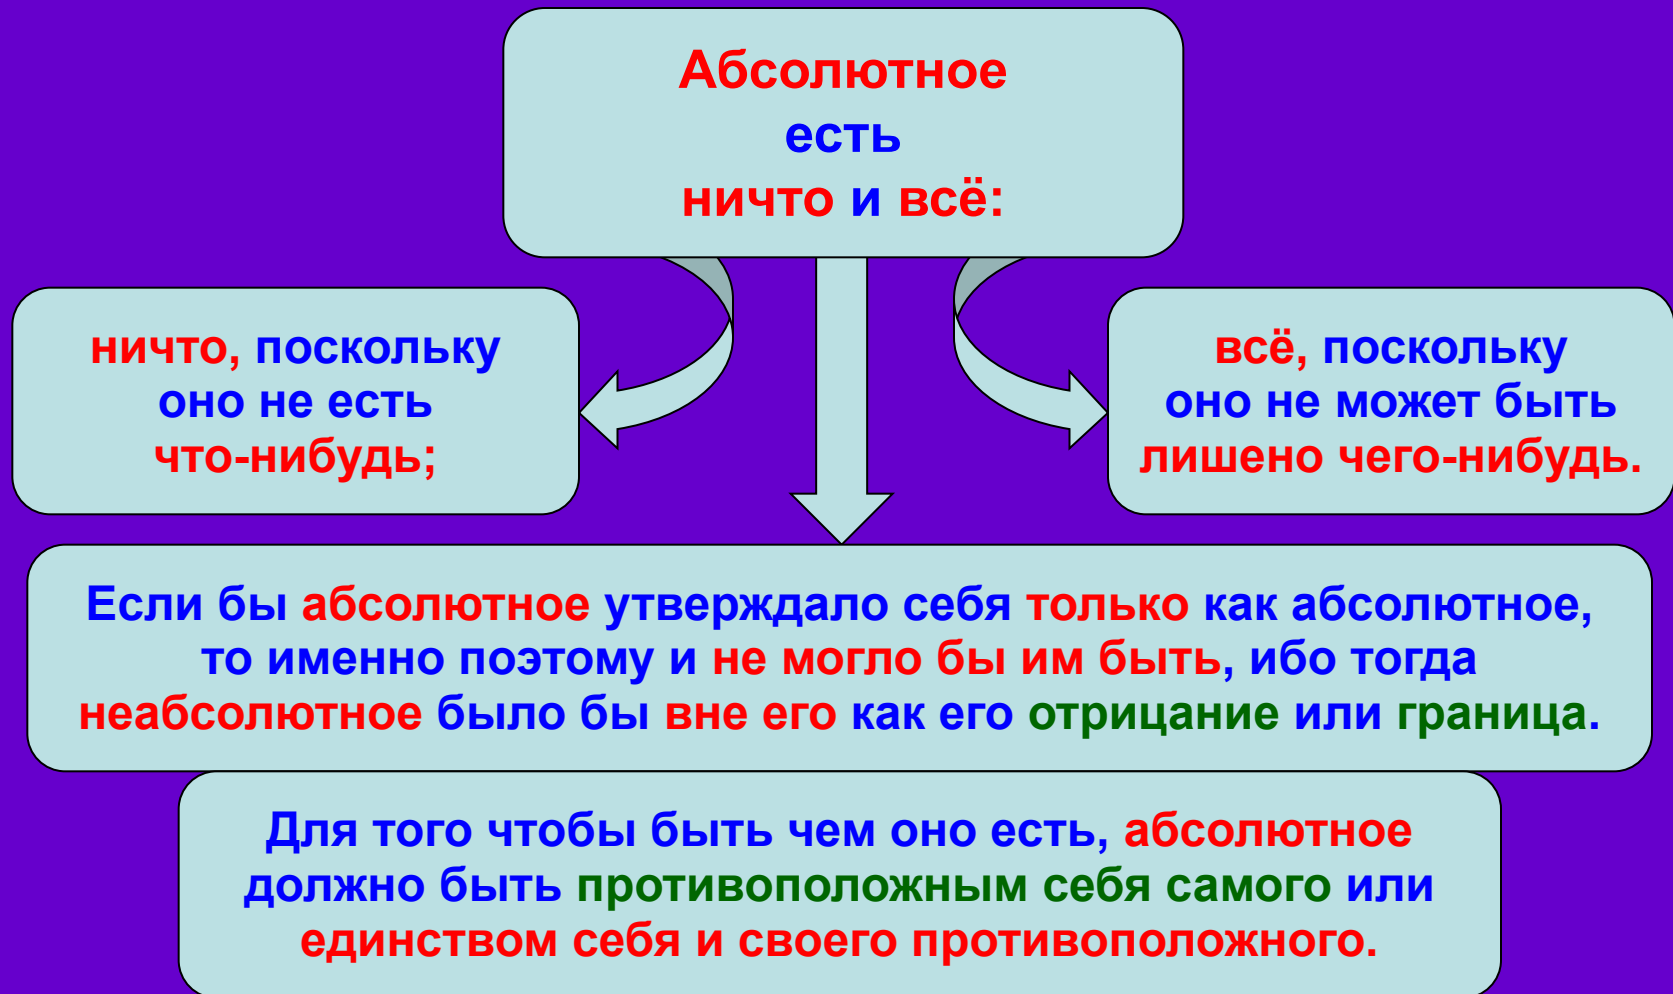 Абсолютное
есть
ничто и всё:
ничто, поскольку
оно не есть
что-нибудь;
всё, поскольку
оно не может быть
лишено чего-нибудь.
Если бы абсолютное утверждало себя только как абсолютное,
то именно поэтому и не могло бы им быть, ибо тогда
неабсолютное было бы вне его как его отрицание или граница.
Для того чтобы быть чем оно есть, абсолютное
должно быть противоположным себя самого или
единством себя и своего противоположного.